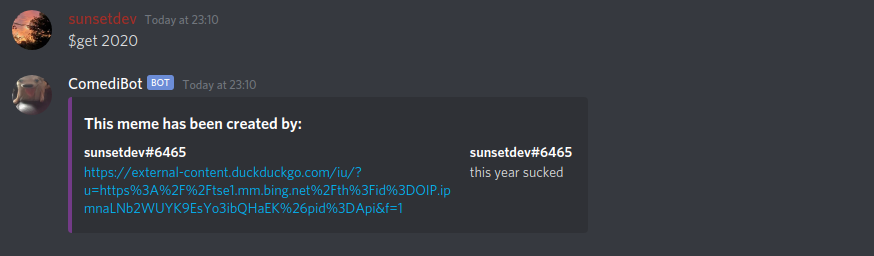 sunsetdev Today at 23:10
$get 2020
ComediBot BOT Today at 23:10
This meme has been created by:
sunsetdev#6465 sunsetdev#6465
https://external-content.duckduckgo.com/iu/? this year sucked
u=https%3A%2F%2Ftse1.mm.bing.net%2Fth%3Fid%3DOIP.ip
mnaLNb2WUYK9EsYo3ibQHaEK%26pid%3DApi&f=1